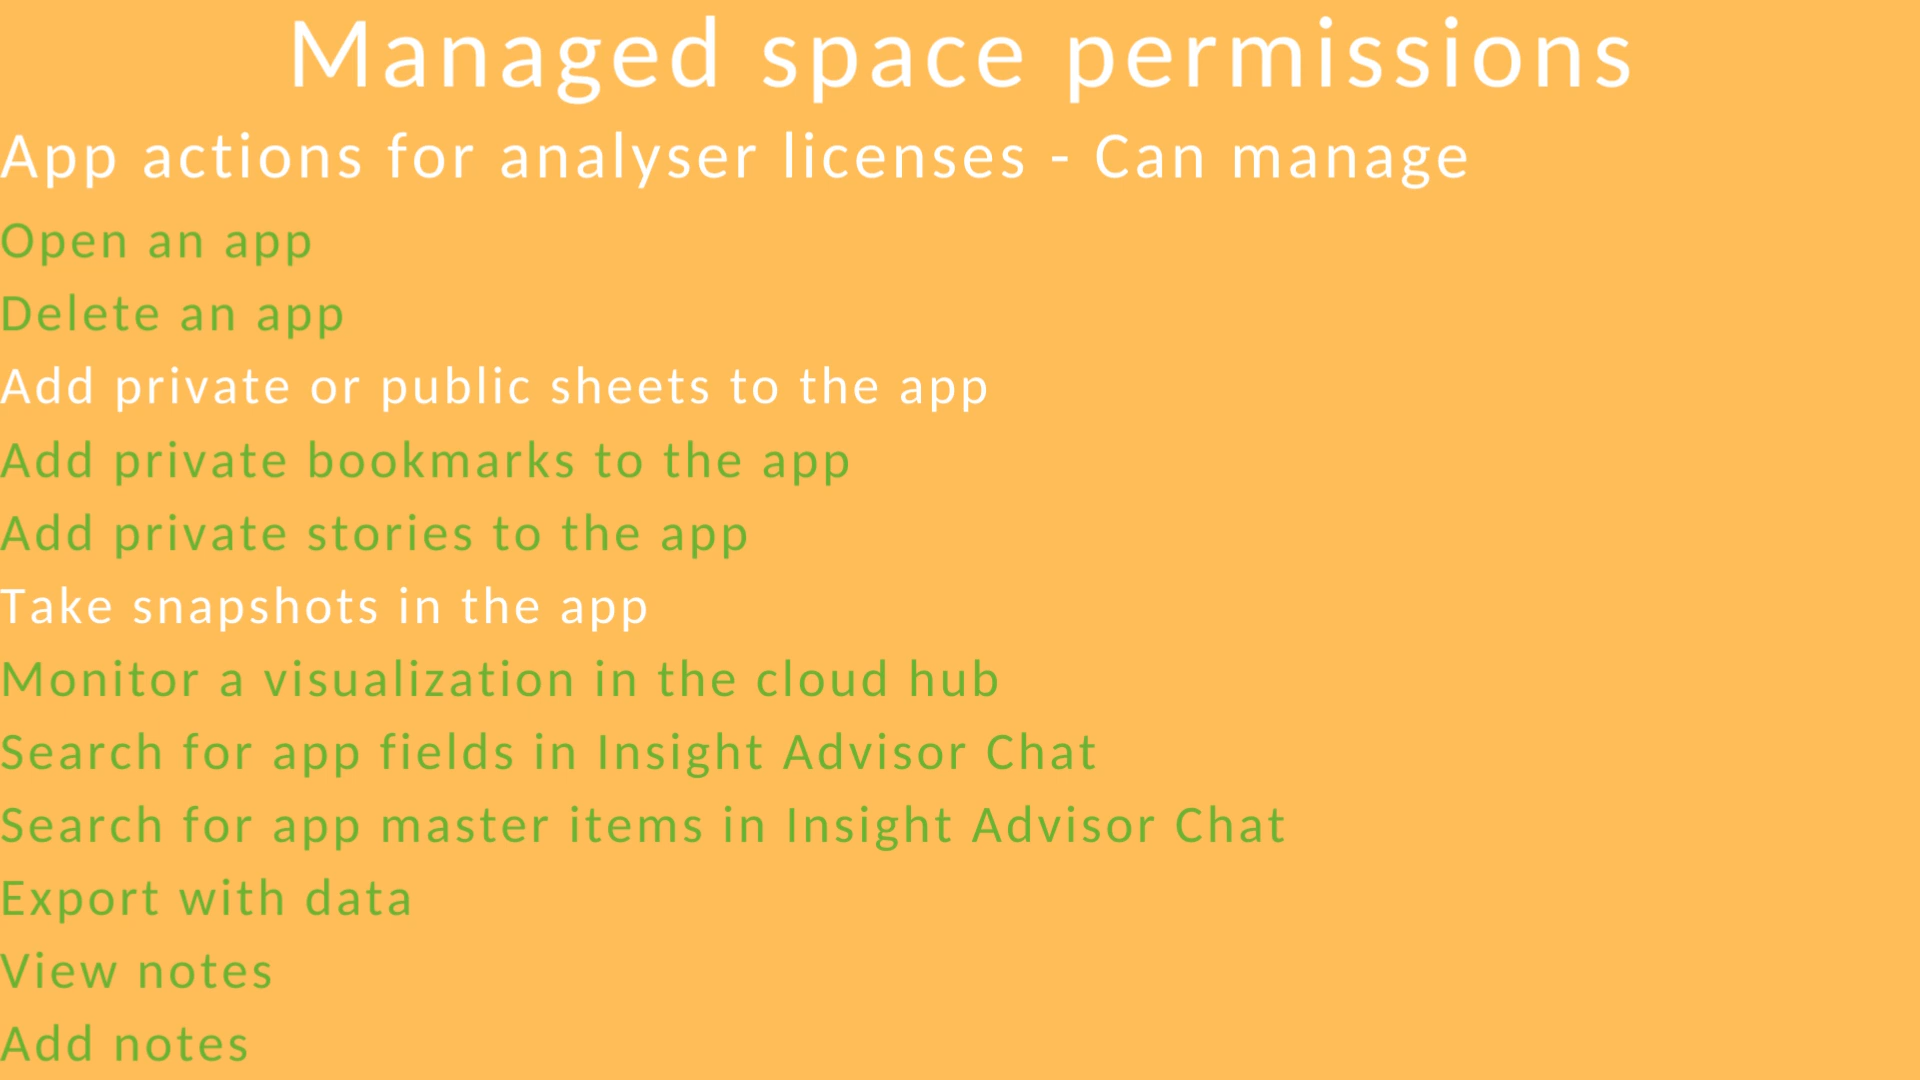 Managed space permissions
App actions for analyser licenses - Can manage
Open an app
Delete an app
Add private or public sheets to the app
Add private bookmarks to the app
Add private stories to the app
Take snapshots in the app
Monitor a visualization in the cloud hub
Search for app fields in Insight Advisor Chat
Search for app master items in Insight Advisor Chat
Export with data
View notes
Add notes